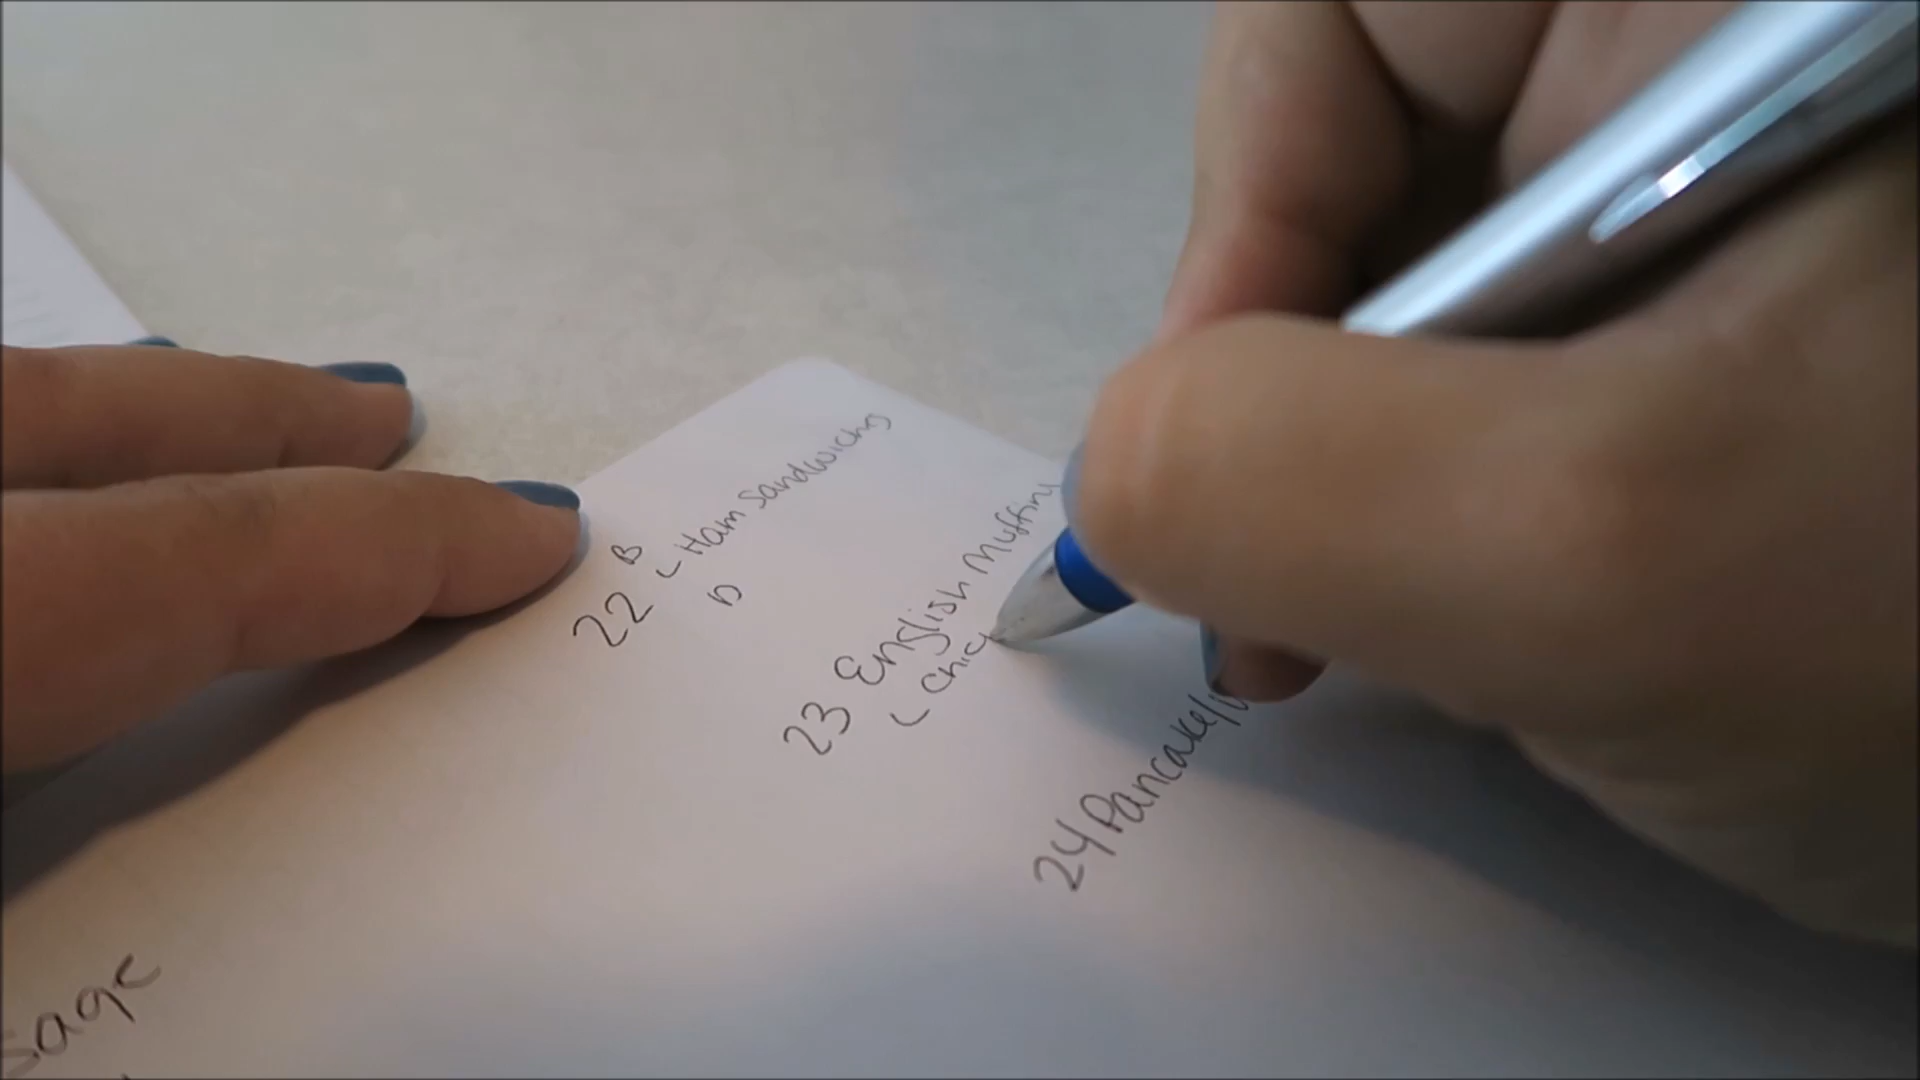 22 B
L Ham Sandwichs
D
23 English Muffins
L Chic
24 Pancake/
sage